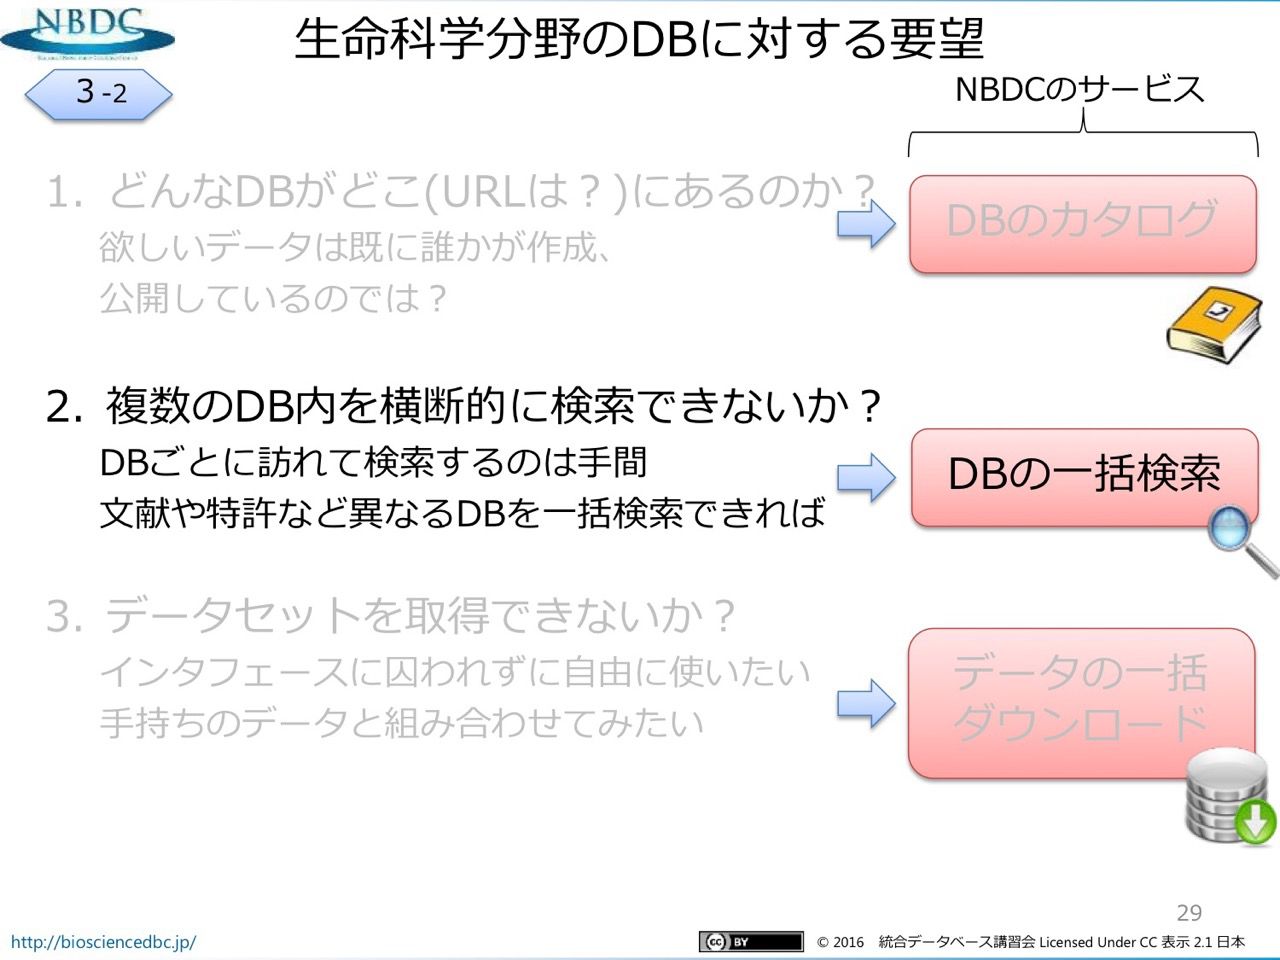 NBDC
生命科学分野のDBに対する要望
3 -2
NBDCのサービス
1. どんなDBがどこ(URLは？)にあるのか？
欲しいデータは既に誰かが作成、
公開しているのでは？
DBのカタログ
2. 複数のDB内を横断的に検索できないか？
DBごとに訪れて検索するのは手間
文献や特許など異なるDBを一括検索できれば
DBの一括検索
3. データセットを取得できないか？
インタフェースに囚われずに自由に使いたい
手持ちのデータと組み合わせてみたい
データの一括
ダウンロード
29
http://biosciencedbc.jp/
CC BY
© 2016 統合データベース講習会 Licensed Under CC 表示 2.1 日本